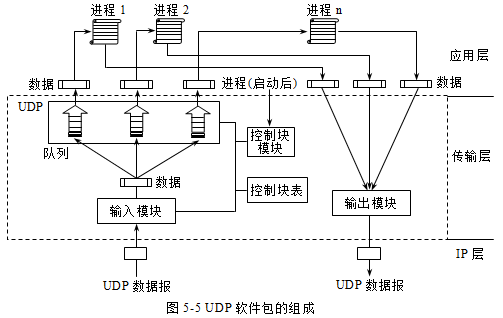 进程 1
进程 2
进程 n
应用层
数据
进程(启动后)
数据
UDP
队列
控制块
模块
传输层
数据
控制块表
输入模块
输出模块
IP 层
UDP 数据报
UDP 数据报
图 5-5 UDP 软件包的组成